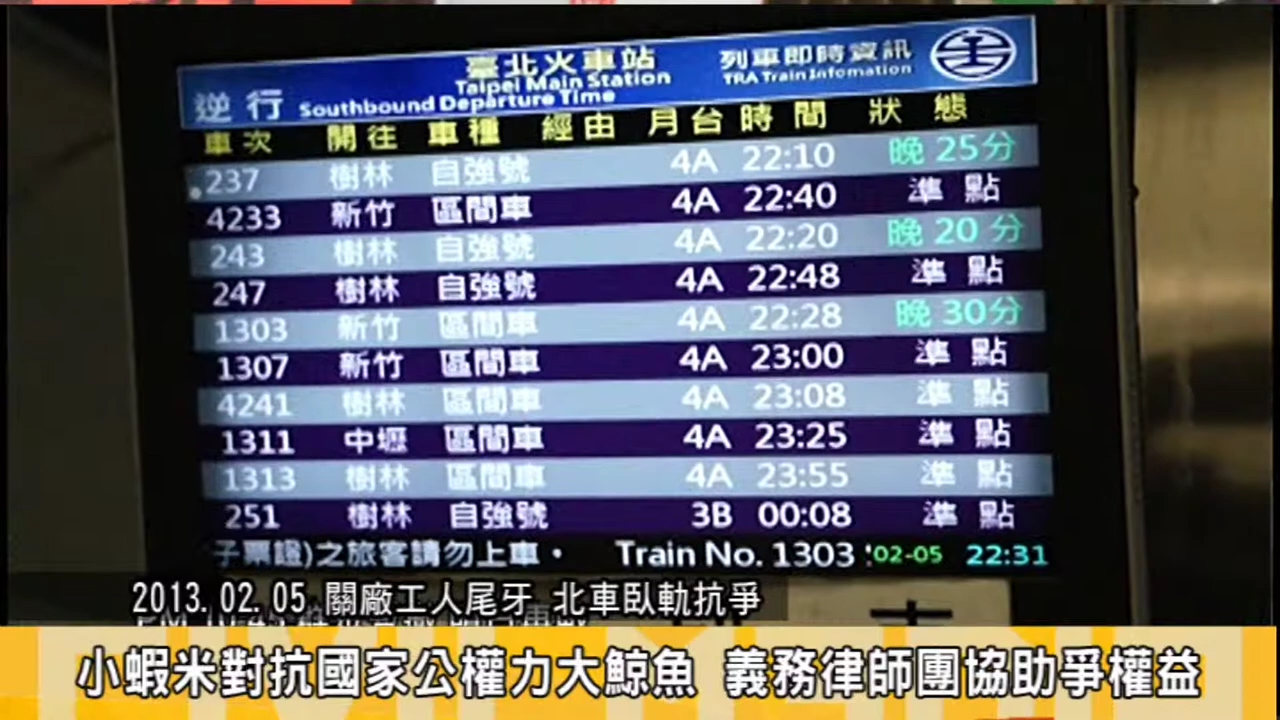 臺北火車站
Taipei Main Station
列車即時資訊
TRA Train Infomation
逆行 Southbound Departure Time
車次 開往 車種 經由 月台 時間 狀態
237 樹林 自強號 4A 22:10 晚 25分
4233 新竹 區間車 4A 22:40 準點
243 樹林 自強號 4A 22:20 晚 20分
247 樹林 自強號 4A 22:48 準點
1303 新竹 區間車 4A 22:28 晚 30分
1307 新竹 區間車 4A 23:00 準點
4241 樹林 區間車 4A 23:08 準點
1311 中壢 區間車 4A 23:25 準點
1313 樹林 區間車 4A 23:55 準點
251 樹林 自強號 3B 00:08 準點
子票證)之旅客請勿上車。 Train No. 1303 02-05 22:31
2013.02.05 關廠工人尾牙 北車臥軌抗爭
小蝦米對抗國家公權力大鯨魚 義務律師團協助爭權益